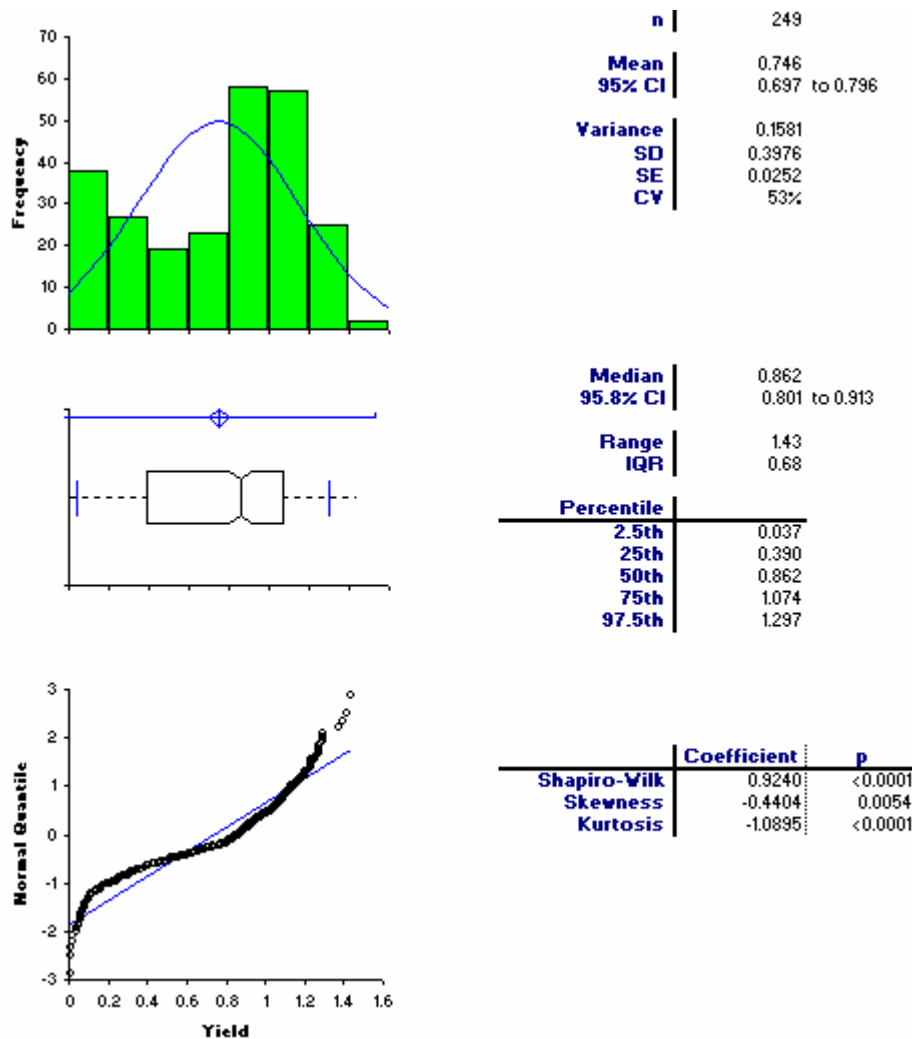 70
60
50
40
30
20
10
0
Frequency
n 249
Mean 0.746
95% CI 0.697 to 0.796
Variance 0.1581
SD 0.3976
SE 0.0252
CV 53%
Median 0.862
95.8% CI 0.801 to 0.913
Range 1.43
IQR 0.68
Percentile
2.5th 0.037
25th 0.390
50th 0.862
75th 1.074
97.5th 1.297
3
2
1
0
-1
-2
-3
Normal Quantile
0 0.2 0.4 0.6 0.8 1 1.2 1.4 1.6
Yield
Coefficient p
Shapiro-Wilk 0.9240 <0.0001
Skewness -0.4404 0.0054
Kurtosis -1.0895 <0.0001